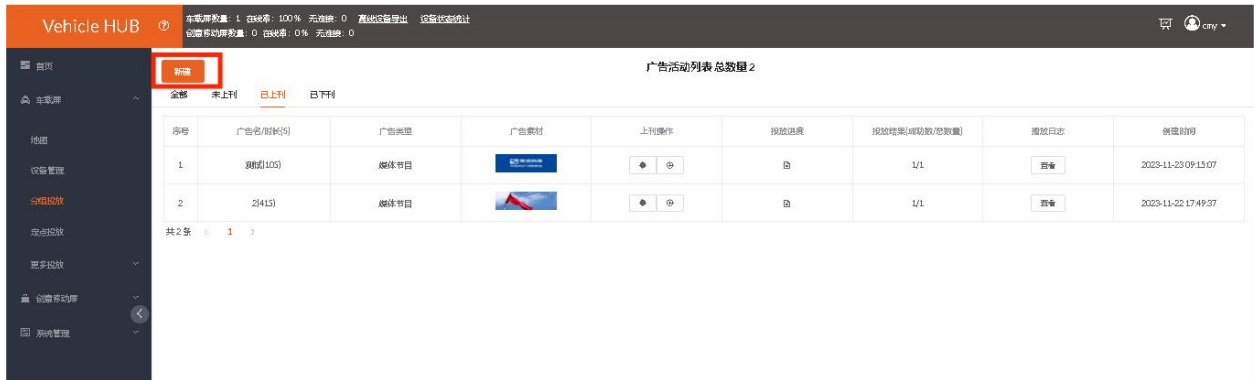 Vehicle HUB
车载屏数量: 1 在线率: 100% 无连接: 0 离线设备导出 设备状态统计
创意移动屏数量: 0 在线率: 0% 无连接: 0
cmy
首页
车载屏
地图
设备管理
分组投放
定点投放
更多投放
创意移动屏
系统管理
新建
广告活动列表 总数量 2
全部 未上刊 已上刊 已下刊
序号 广告名/时长(S) 广告类型 广告素材 上刊操作 投放进度 投放结果(成功数/总数量) 播放日志 创建时间
1 测试(10S) 媒体节目 1/1 查看 2023-11-23 09:15:07
2 2(41S) 媒体节目 1/1 查看 2023-11-22 17:49:37
共 2 条 1